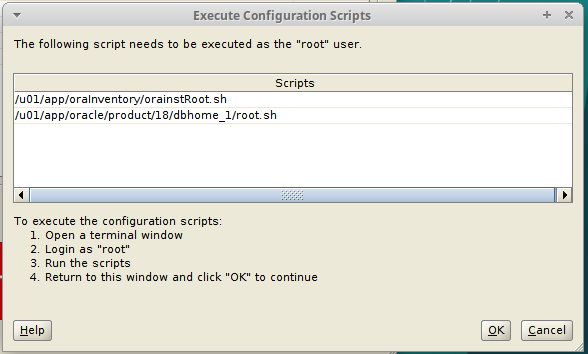 Execute Configuration Scripts
The following script needs to be executed as the "root" user.
Scripts
/u01/app/oraInventory/orainstRoot.sh
/u01/app/oracle/product/18/dbhome_1/root.sh
To execute the configuration scripts:
1. Open a terminal window
2. Login as "root"
3. Run the scripts
4. Return to this window and click "OK" to continue
Help OK Cancel